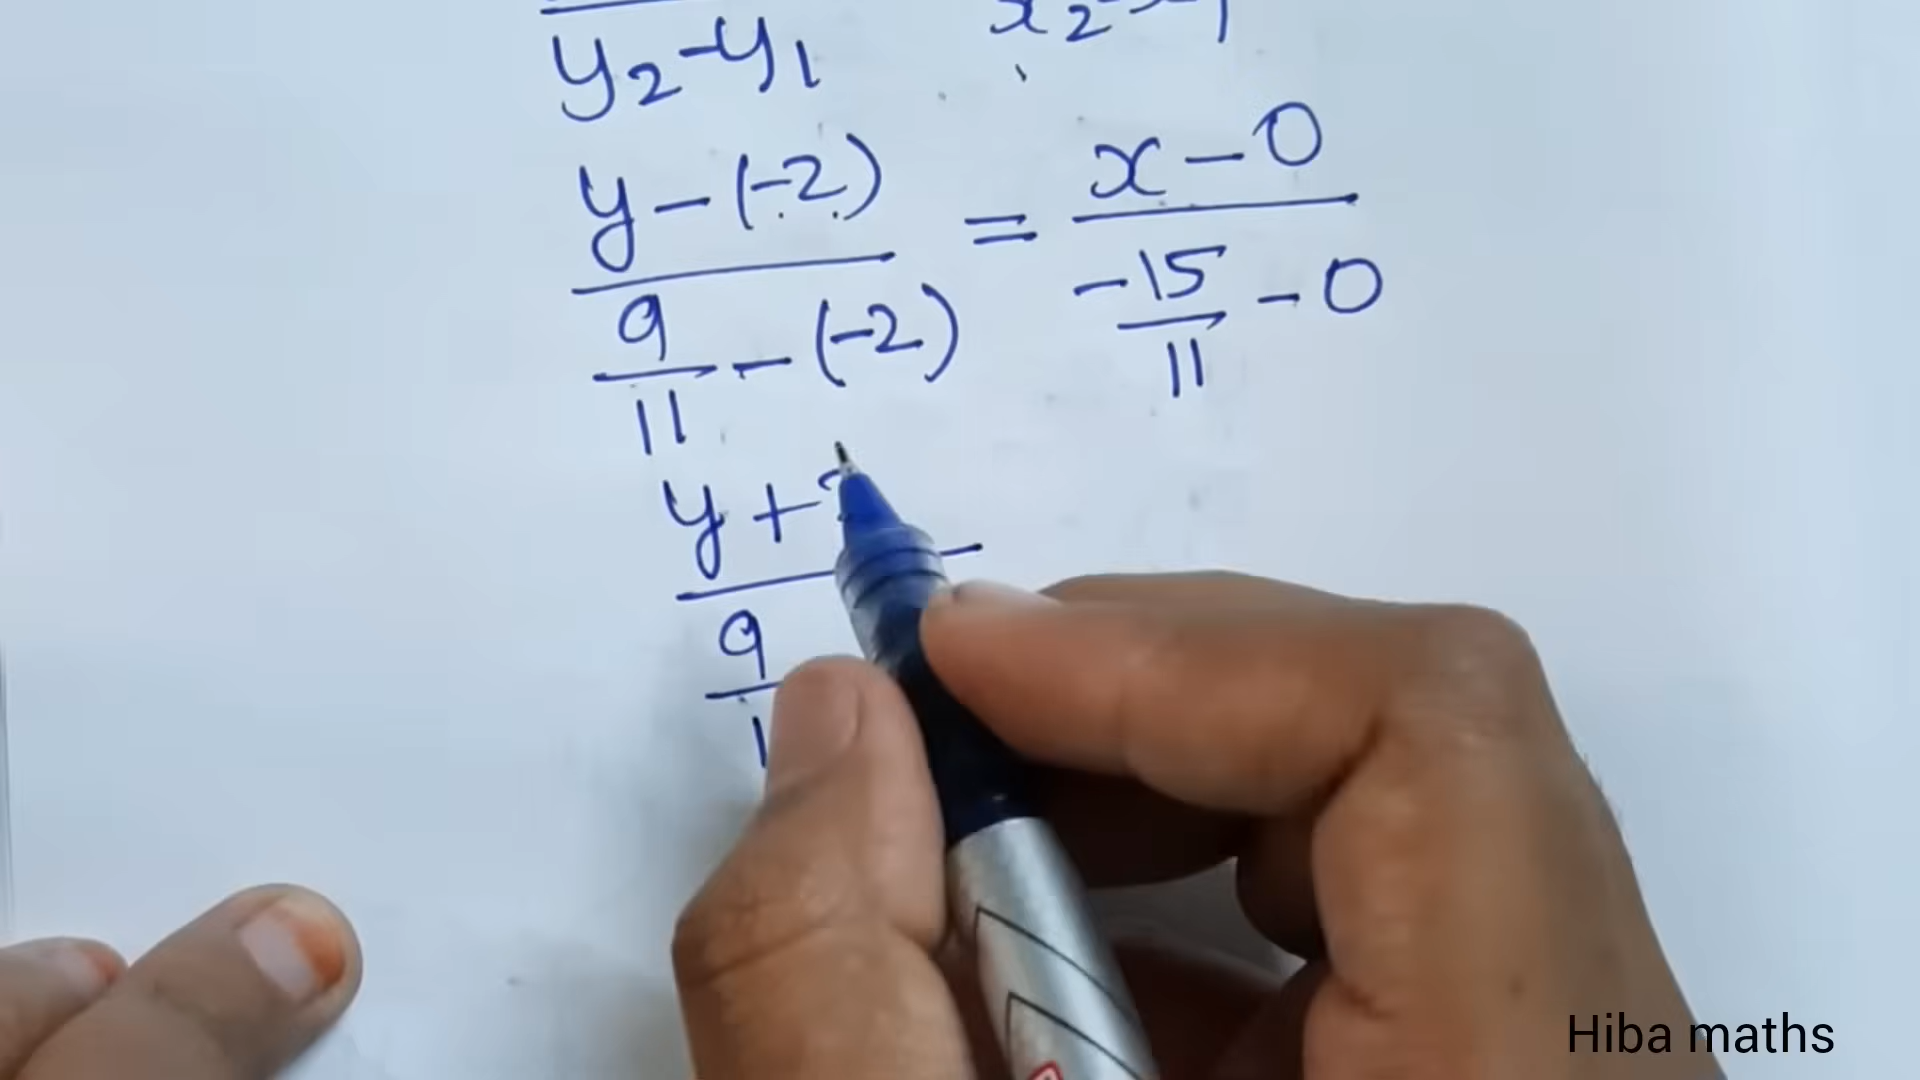 y₂-y₁
y-(-2) / 9/11 - (-2) = x-0 / -15/11 - 0
y+
9
Hiba maths